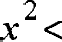 x² <